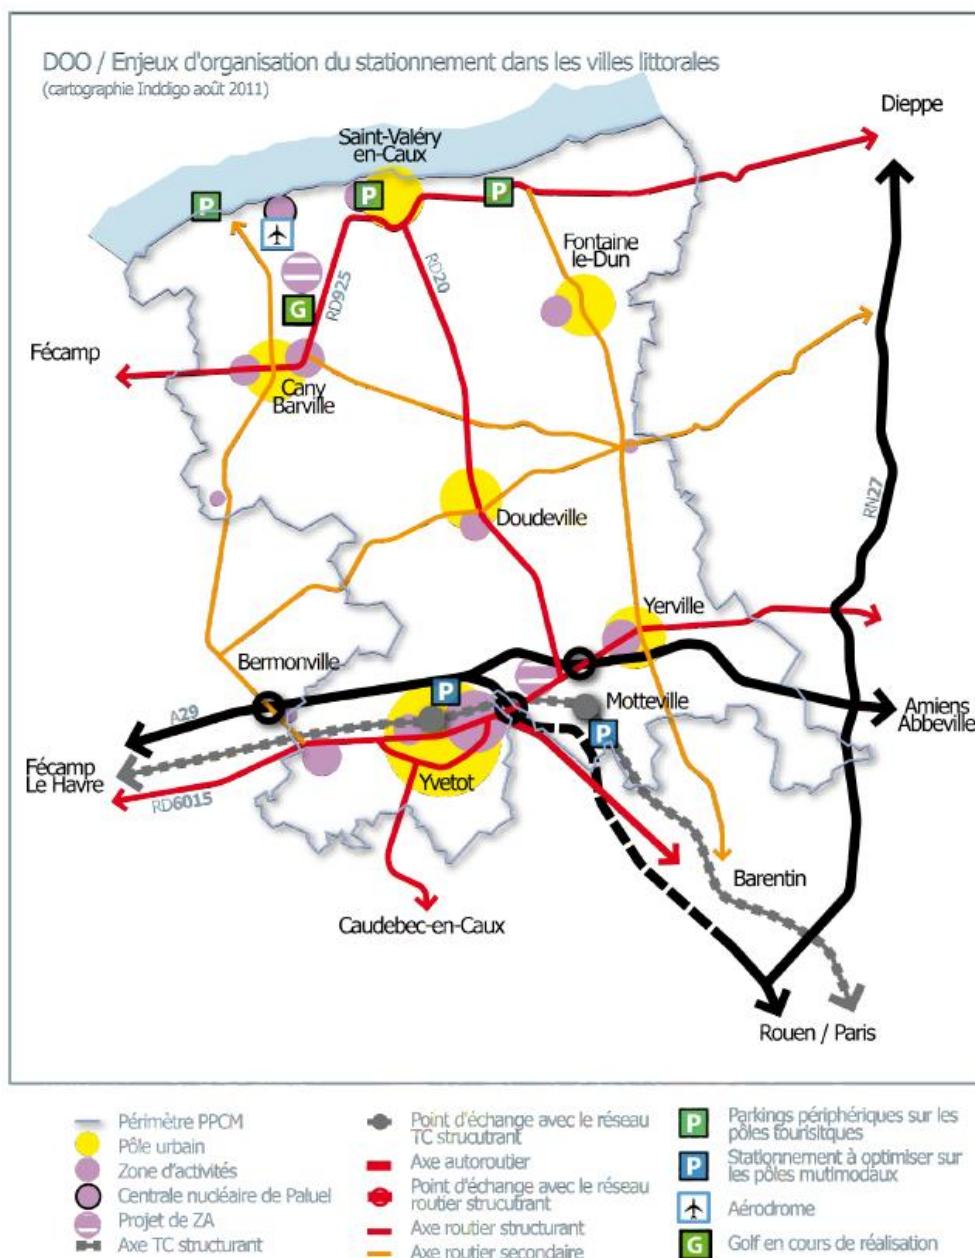 DOO / Enjeux d'organisation du stationnement dans les villes littorales
(cartographie Inddigo août 2011)
Dieppe
Saint-Valéry
en-Caux
P
P
P
Fontaine
le-Dun
RD20
RD925
G
Fécamp
Cany
Barville
RN27
Doudeville
Yerville
Bermonville
P
Motteville
A29
P
Amiens
Abbeville
Fécamp
Le Havre
Yvetot
RD6015
Barentin
Caudebec-en-Caux
Rouen / Paris
Périmètre PPCM
Pôle urbain
Zone d'activités
Centrale nucléaire de Paluel
Projet de ZA
Axe TC structurant
Point d'échange avec le réseau
TC strucutrant
Axe autoroutier
Point d'échange avec le réseau
routier strucutrant
Axe routier structurant
Axe routier secondaire
P
Parkings périphériques sur les
pôles tourisitques
P
Stationnement à optimiser sur
les pôles mutimodaux
Aérodrome
G
Golf en cours de réalisation